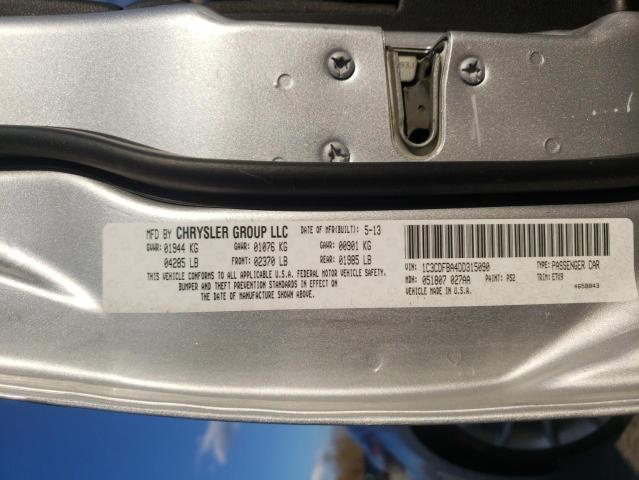 MFD BY CHRYSLER GROUP LLC DATE OF MFR(BUILT): 5-13
GVWR: 01944 KG GAWR: 01076 KG GAWR: 00901 KG
04285 LB FRONT: 02370 LB REAR: 01985 LB
THIS VEHICLE CONFORMS TO ALL APPLICABLE U.S.A. FEDERAL MOTOR VEHICLE SAFETY,
BUMPER AND THEFT PREVENTION STANDARDS IN EFFECT ON
THE DATE OF MANUFACTURE SHOWN ABOVE.
VIN: 1C3CDFBA4DD315090 TYPE: PASSENGER CAR
MDH: 051807 027AA PAINT: PS2 TRIM: E7X9
VEHICLE MADE IN U.S.A. 4658843